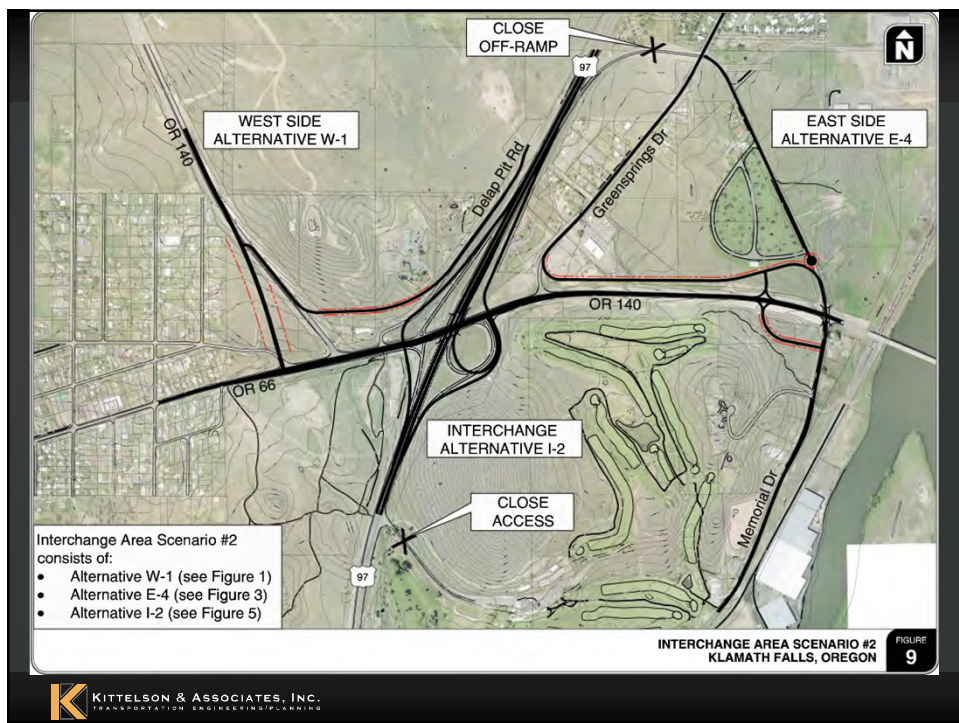 CLOSE
OFF-RAMP
97
N
WEST SIDE
ALTERNATIVE W-1
EAST SIDE
ALTERNATIVE E-4
OR 140
Delap Pit Rd
Greensprings Dr
OR 140
OR 66
INTERCHANGE
ALTERNATIVE I-2
CLOSE
ACCESS
Memorial Dr
97
Interchange Area Scenario #2
consists of:
• Alternative W-1 (see Figure 1)
• Alternative E-4 (see Figure 3)
• Alternative I-2 (see Figure 5)
INTERCHANGE AREA SCENARIO #2
KLAMATH FALLS, OREGON
FIGURE
9
KITTELSON & ASSOCIATES, INC.
TRANSPORTATION ENGINEERING/PLANNING